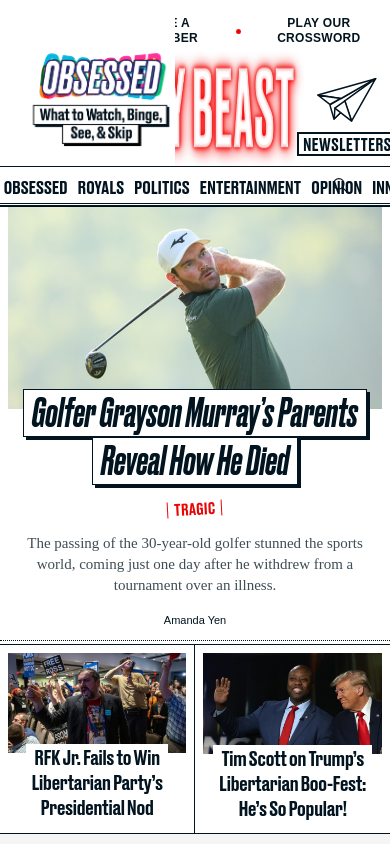 E A
BER
PLAY OUR
CROSSWORD
OBSESSED
What to Watch, Binge,
See, & Skip
Y BEAST
NEWSLETTERS
OBSESSED ROYALS POLITICS ENTERTAINMENT OPINION INN
Golfer Grayson Murray's Parents
Reveal How He Died
TRAGIC
The passing of the 30-year-old golfer stunned the sports
world, coming just one day after he withdrew from a
tournament over an illness.
Amanda Yen
FREE
ROSS
RFK Jr. Fails to Win
Libertarian Party's
Presidential Nod
Tim Scott on Trump's
Libertarian Boo-Fest:
He's So Popular!